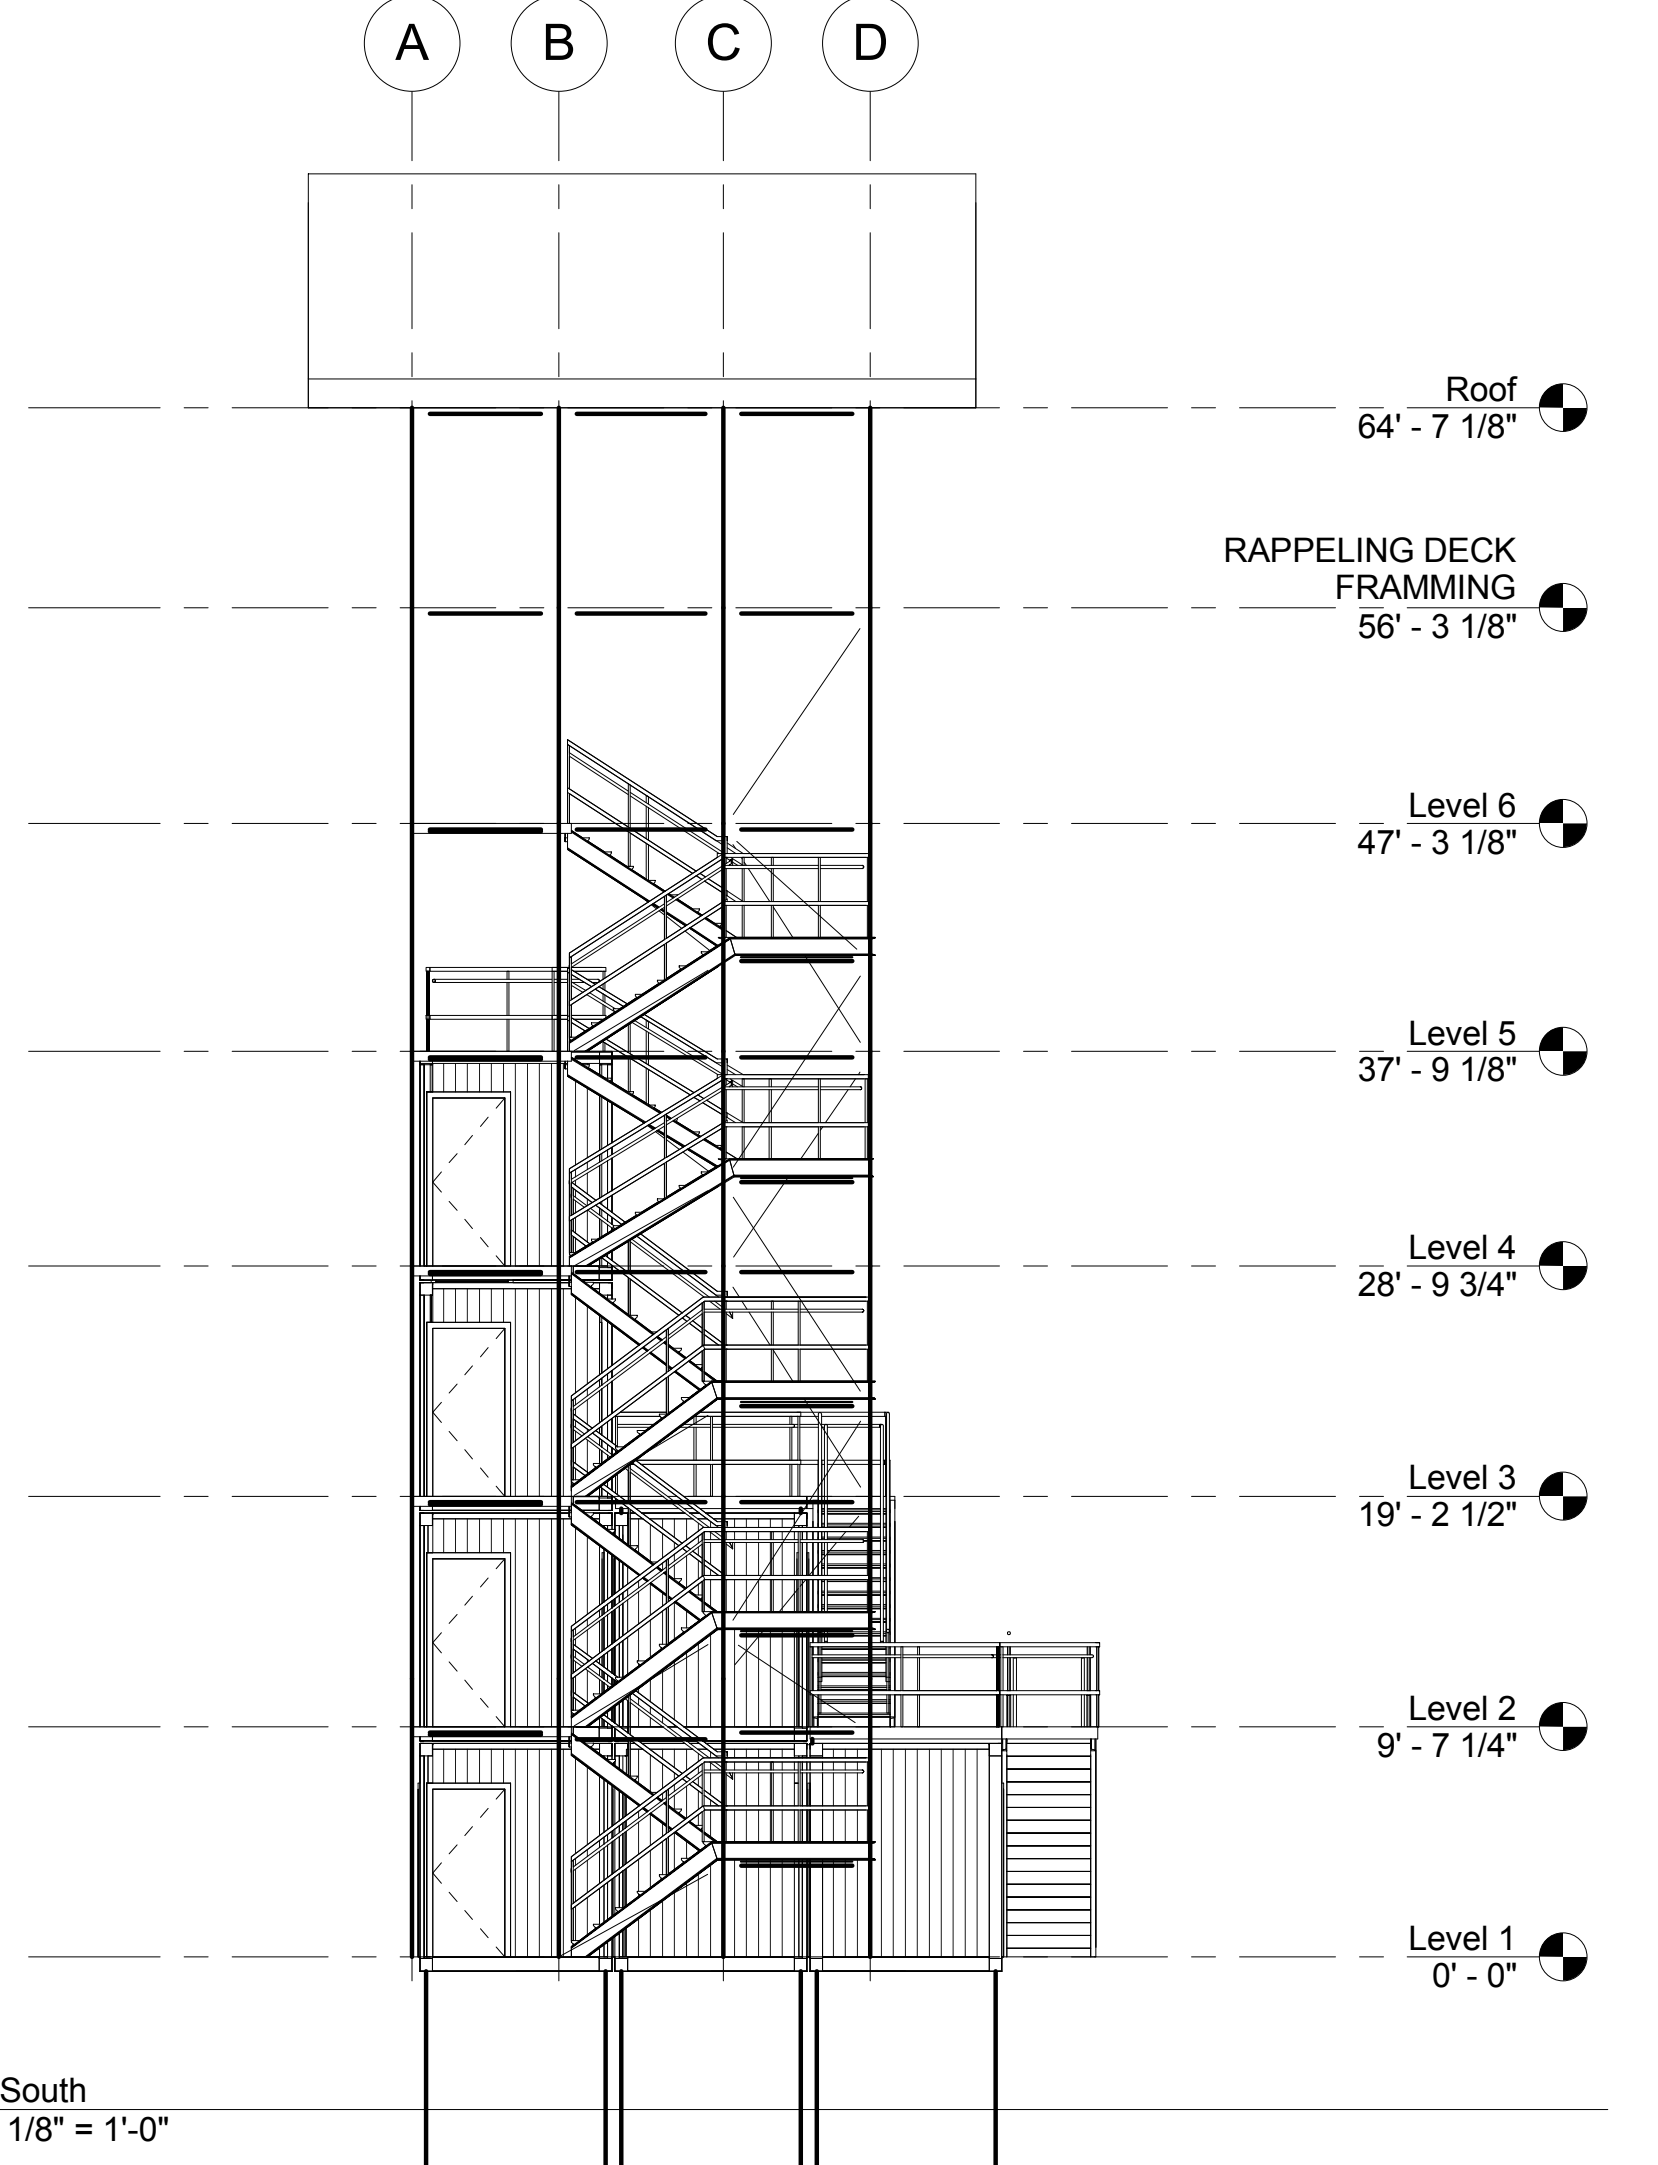 A B C D
Roof
64' - 7 1/8"
RAPPELING DECK
FRAMMING
56' - 3 1/8"
Level 6
47' - 3 1/8"
Level 5
37' - 9 1/8"
Level 4
28' - 9 3/4"
Level 3
19' - 2 1/2"
Level 2
9' - 7 1/4"
Level 1
0' - 0"
South
1/8" = 1'-0"